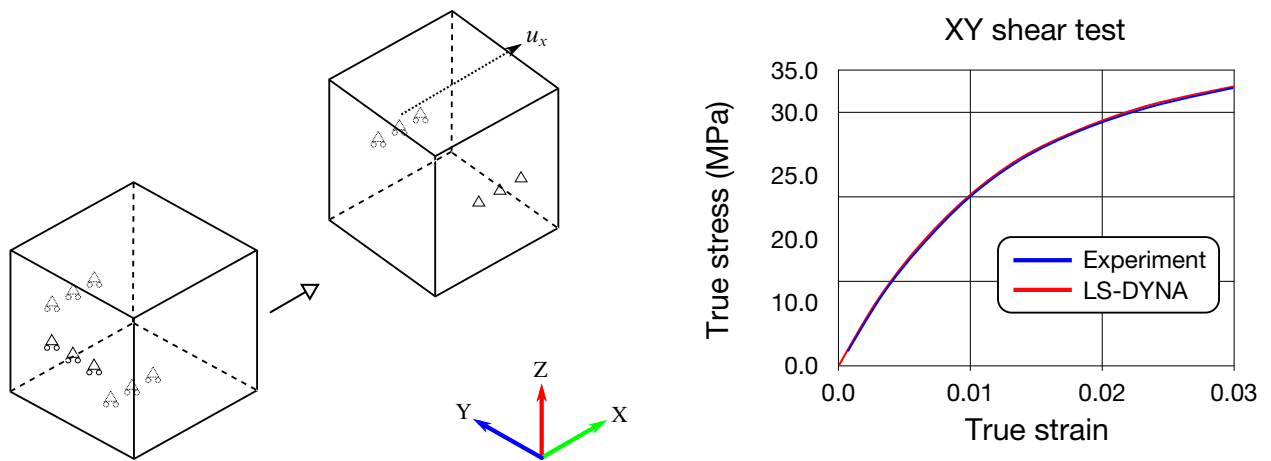 u_x
Z
Y
X
XY shear test
True stress (MPa)
35.0
30.0
25.0
20.0
10.0
0.0
Experiment
LS-DYNA
0.0
0.01
0.02
0.03
True strain